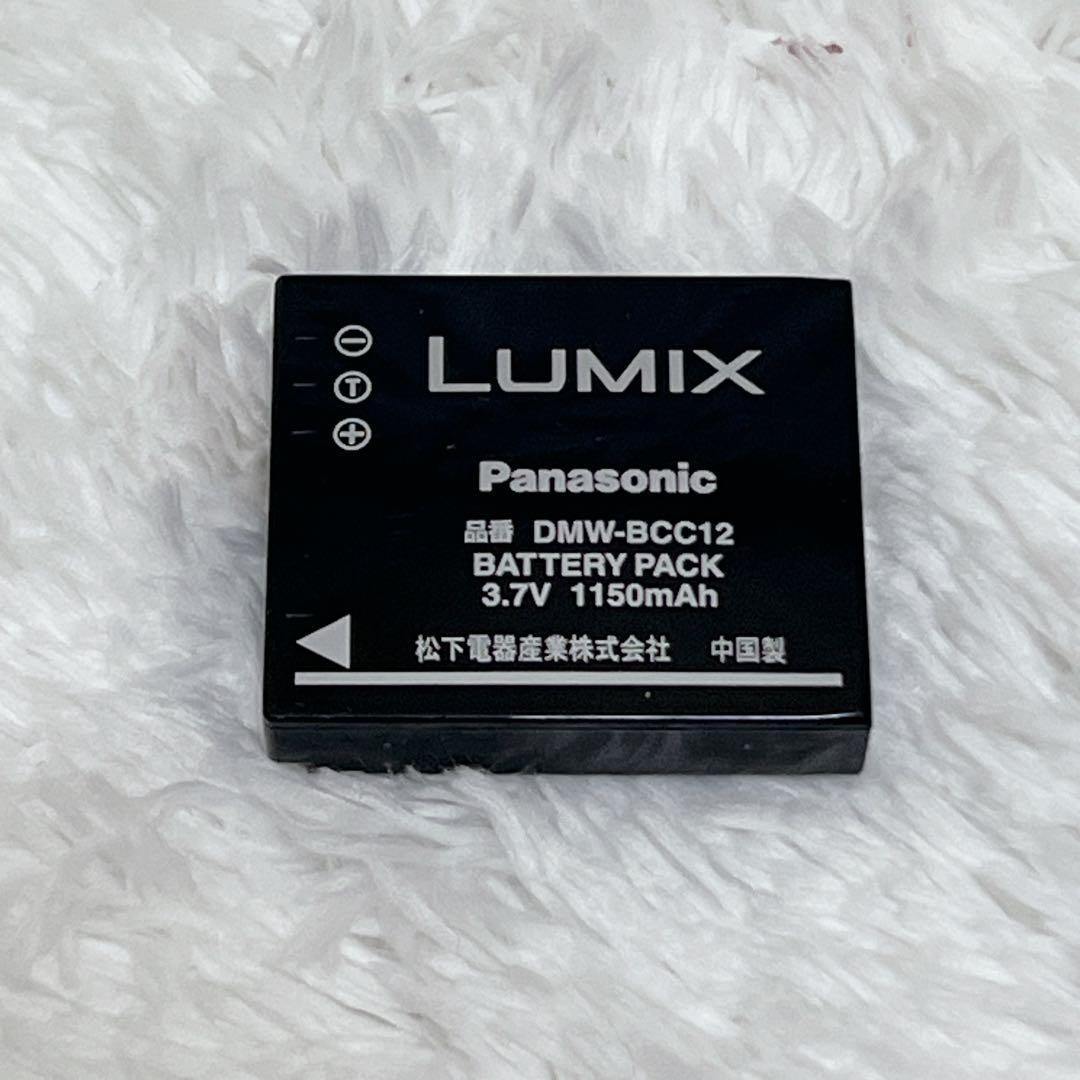 LUMIX
T
Panasonic
品番 DMW-BCC12
BATTERY PACK
3.7V 1150mAh
松下電器産業株式会社 中国製